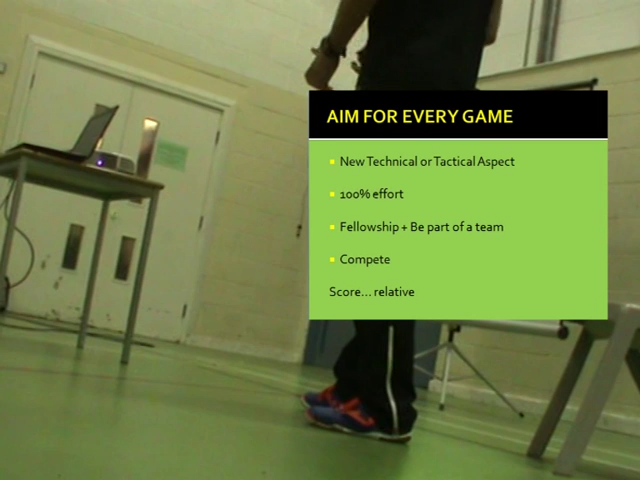 AIM FOR EVERY GAME
New Technical or Tactical Aspect
100% effort
Fellowship + Be part of a team
Compete
Score... relative